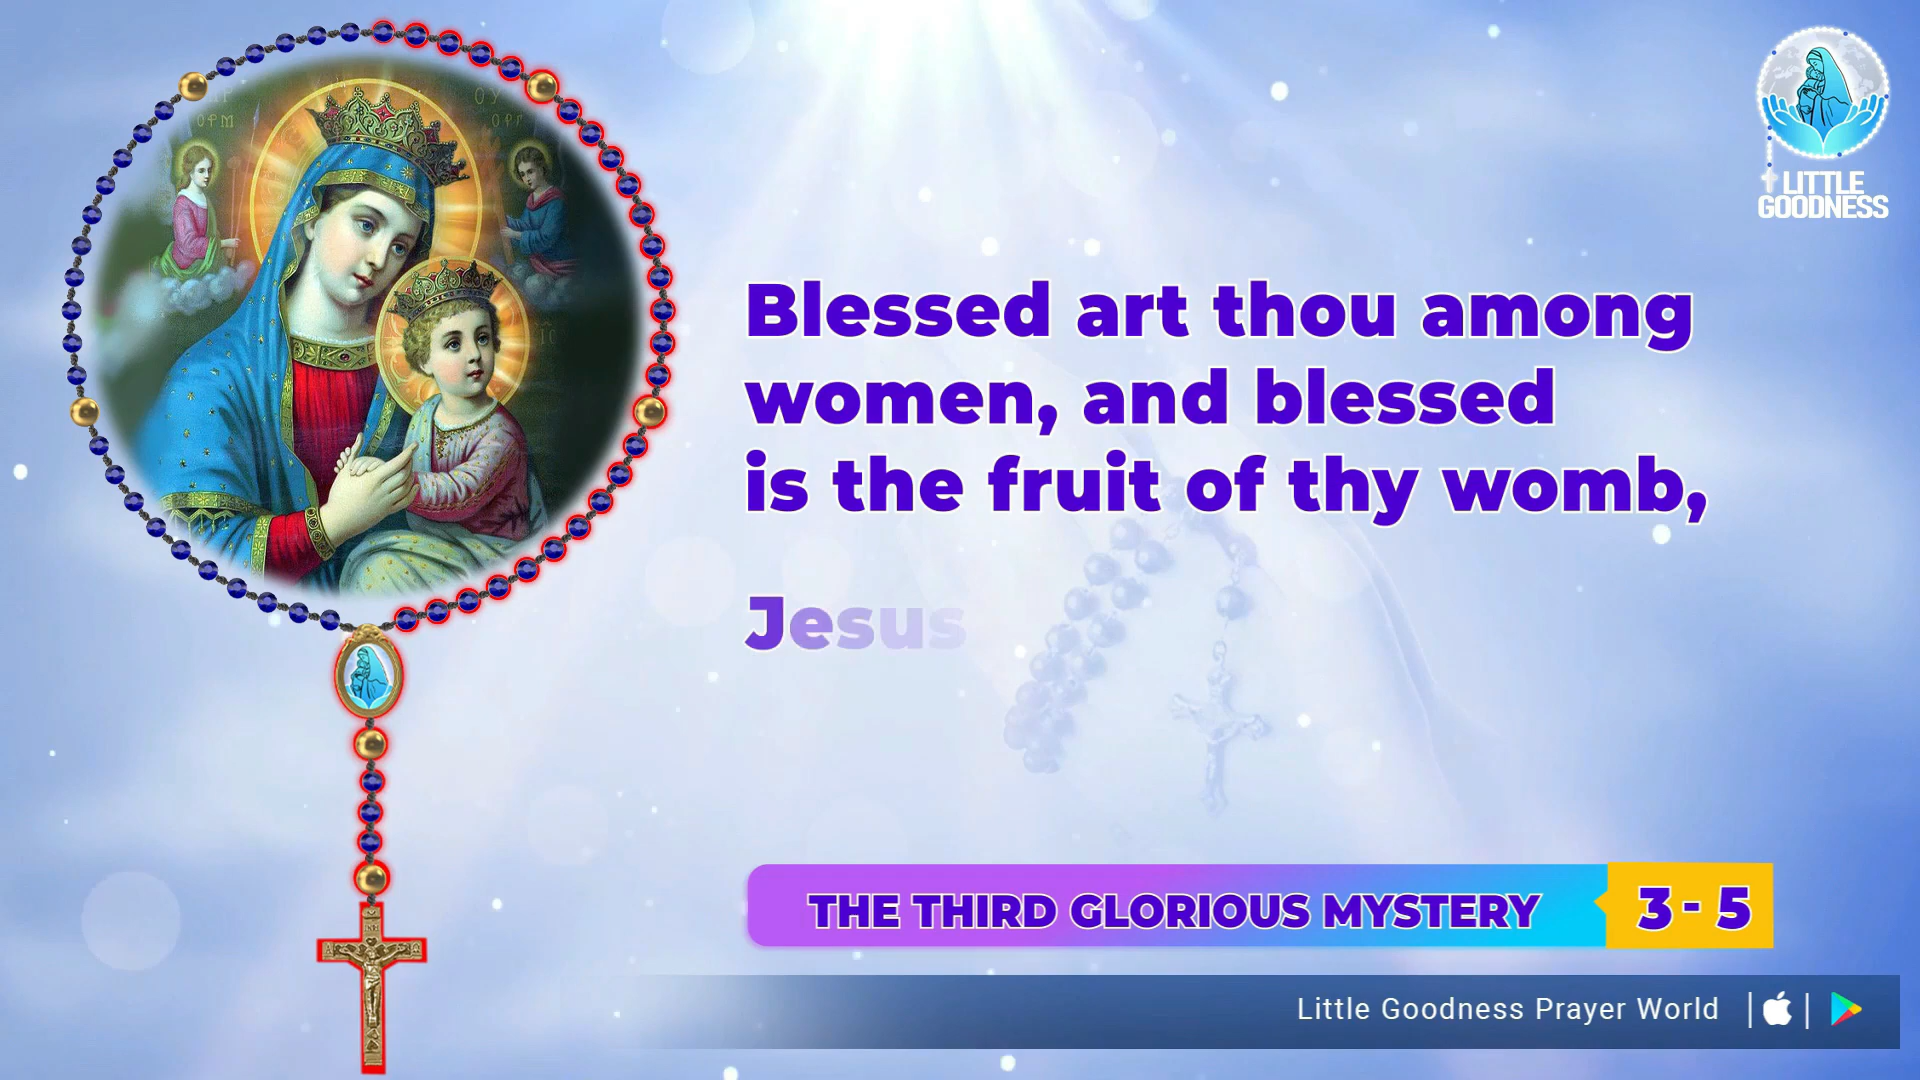 LITTLE
GOODNESS
Blessed art thou among
women, and blessed
is the fruit of thy womb,
Jesus
THE THIRD GLORIOUS MYSTERY
3 - 5
Little Goodness Prayer World